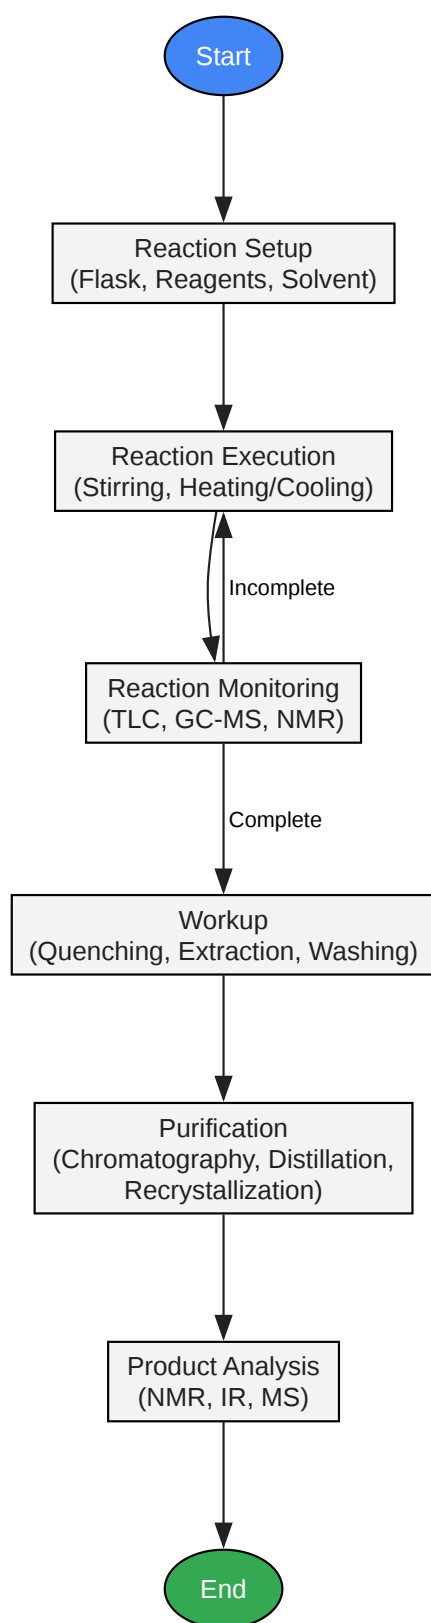 Start
Reaction Setup
(Flask, Reagents, Solvent)
Reaction Execution
(Stirring, Heating/Cooling)
Incomplete
Reaction Monitoring
(TLC, GC-MS, NMR)
Complete
Workup
(Quenching, Extraction, Washing)
Purification
(Chromatography, Distillation,
Recrystallization)
Product Analysis
(NMR, IR, MS)
End